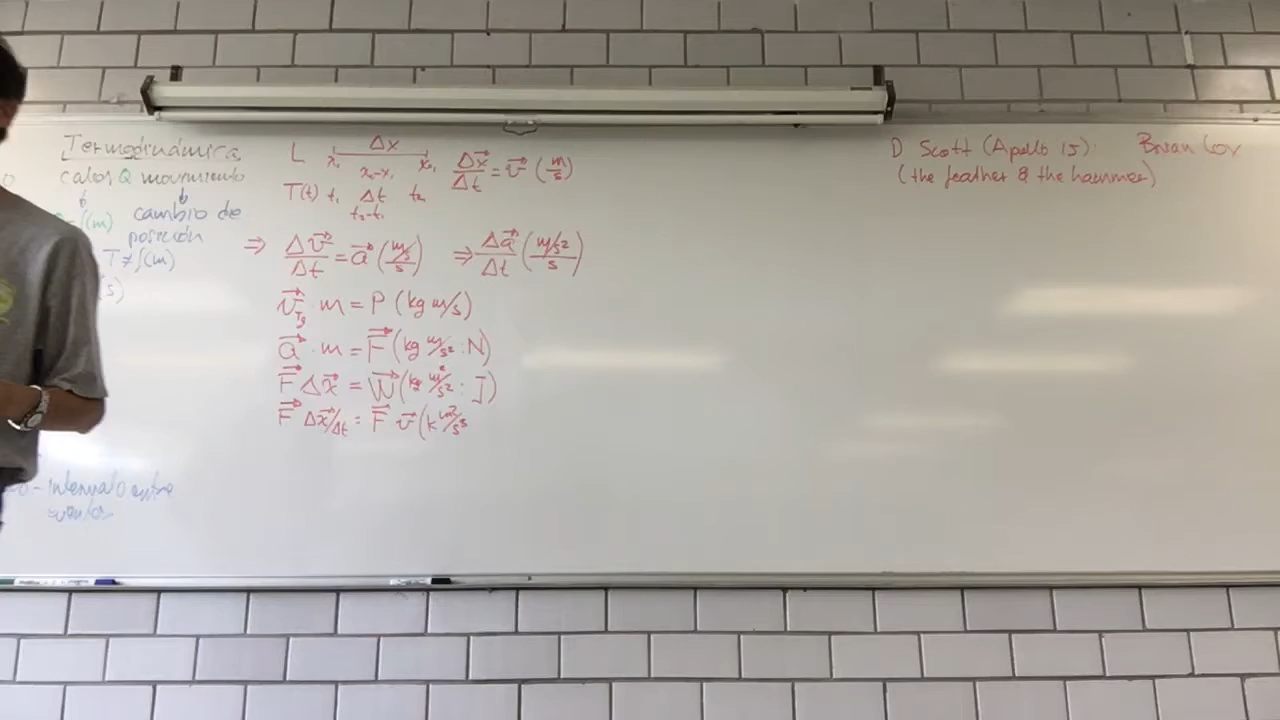 Termodinámica
calor Q movimiento
cambio de
posición
T ≠ f(m)
intervalo entre
L x₁ Δx x₂
x₂-x₁
Δx⃗/Δt = v⃗ (m/s)
T(t) t₁ Δt t₂
t₂-t₁
⇒ Δv⃗/Δt = a⃗ (m/s/s) ⇒ Δa⃗/Δt (m/s²/s)
v⃗ · m = P (kg m/s)
a⃗ · m = F⃗ (kg m/s² : N)
F⃗ Δx⃗ = W⃗ (kg m²/s² : J)
F⃗ Δx⃗/Δt = F⃗ v⃗ (k m²/s³
D Scott (Apollo 15): Brian Cox
(the feather & the hammer)